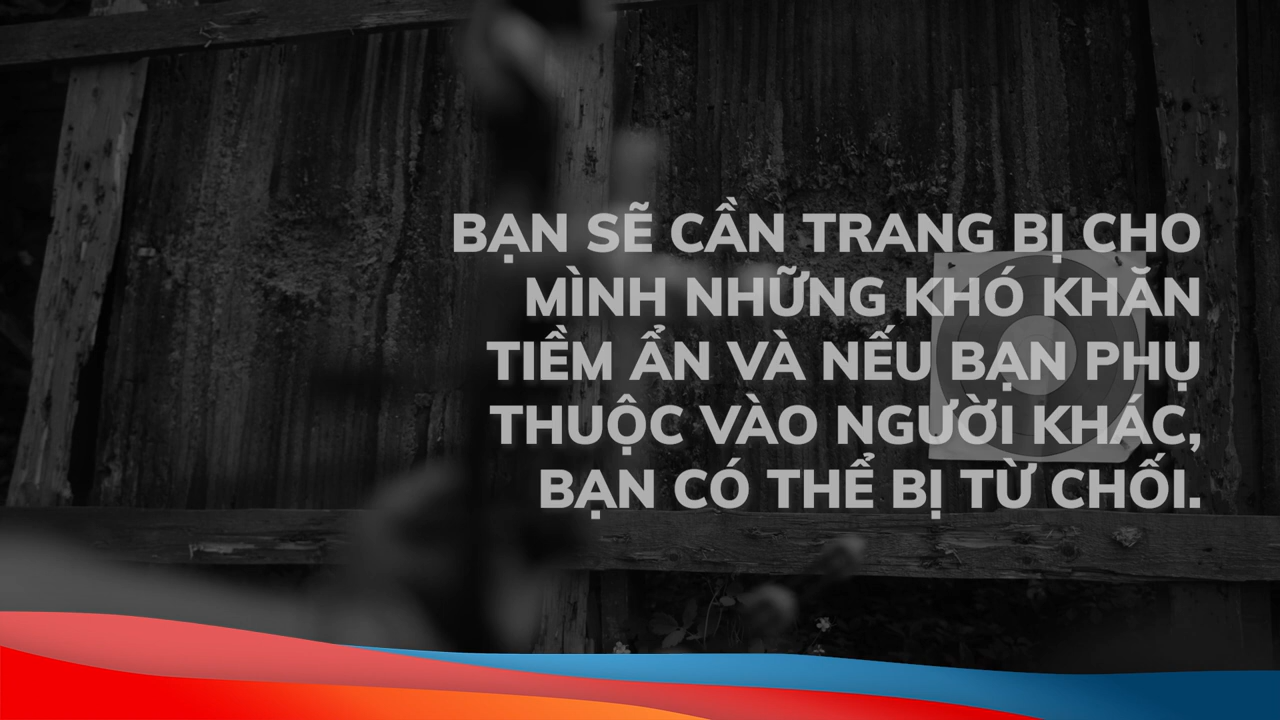 BẠN SẼ CẦN TRANG BỊ CHO
MÌNH NHỮNG KHÓ KHĂN
TIỀM ẨN VÀ NẾU BẠN PHỤ
THUỘC VÀO NGƯỜI KHÁC,
BẠN CÓ THỂ BỊ TỪ CHỐI.